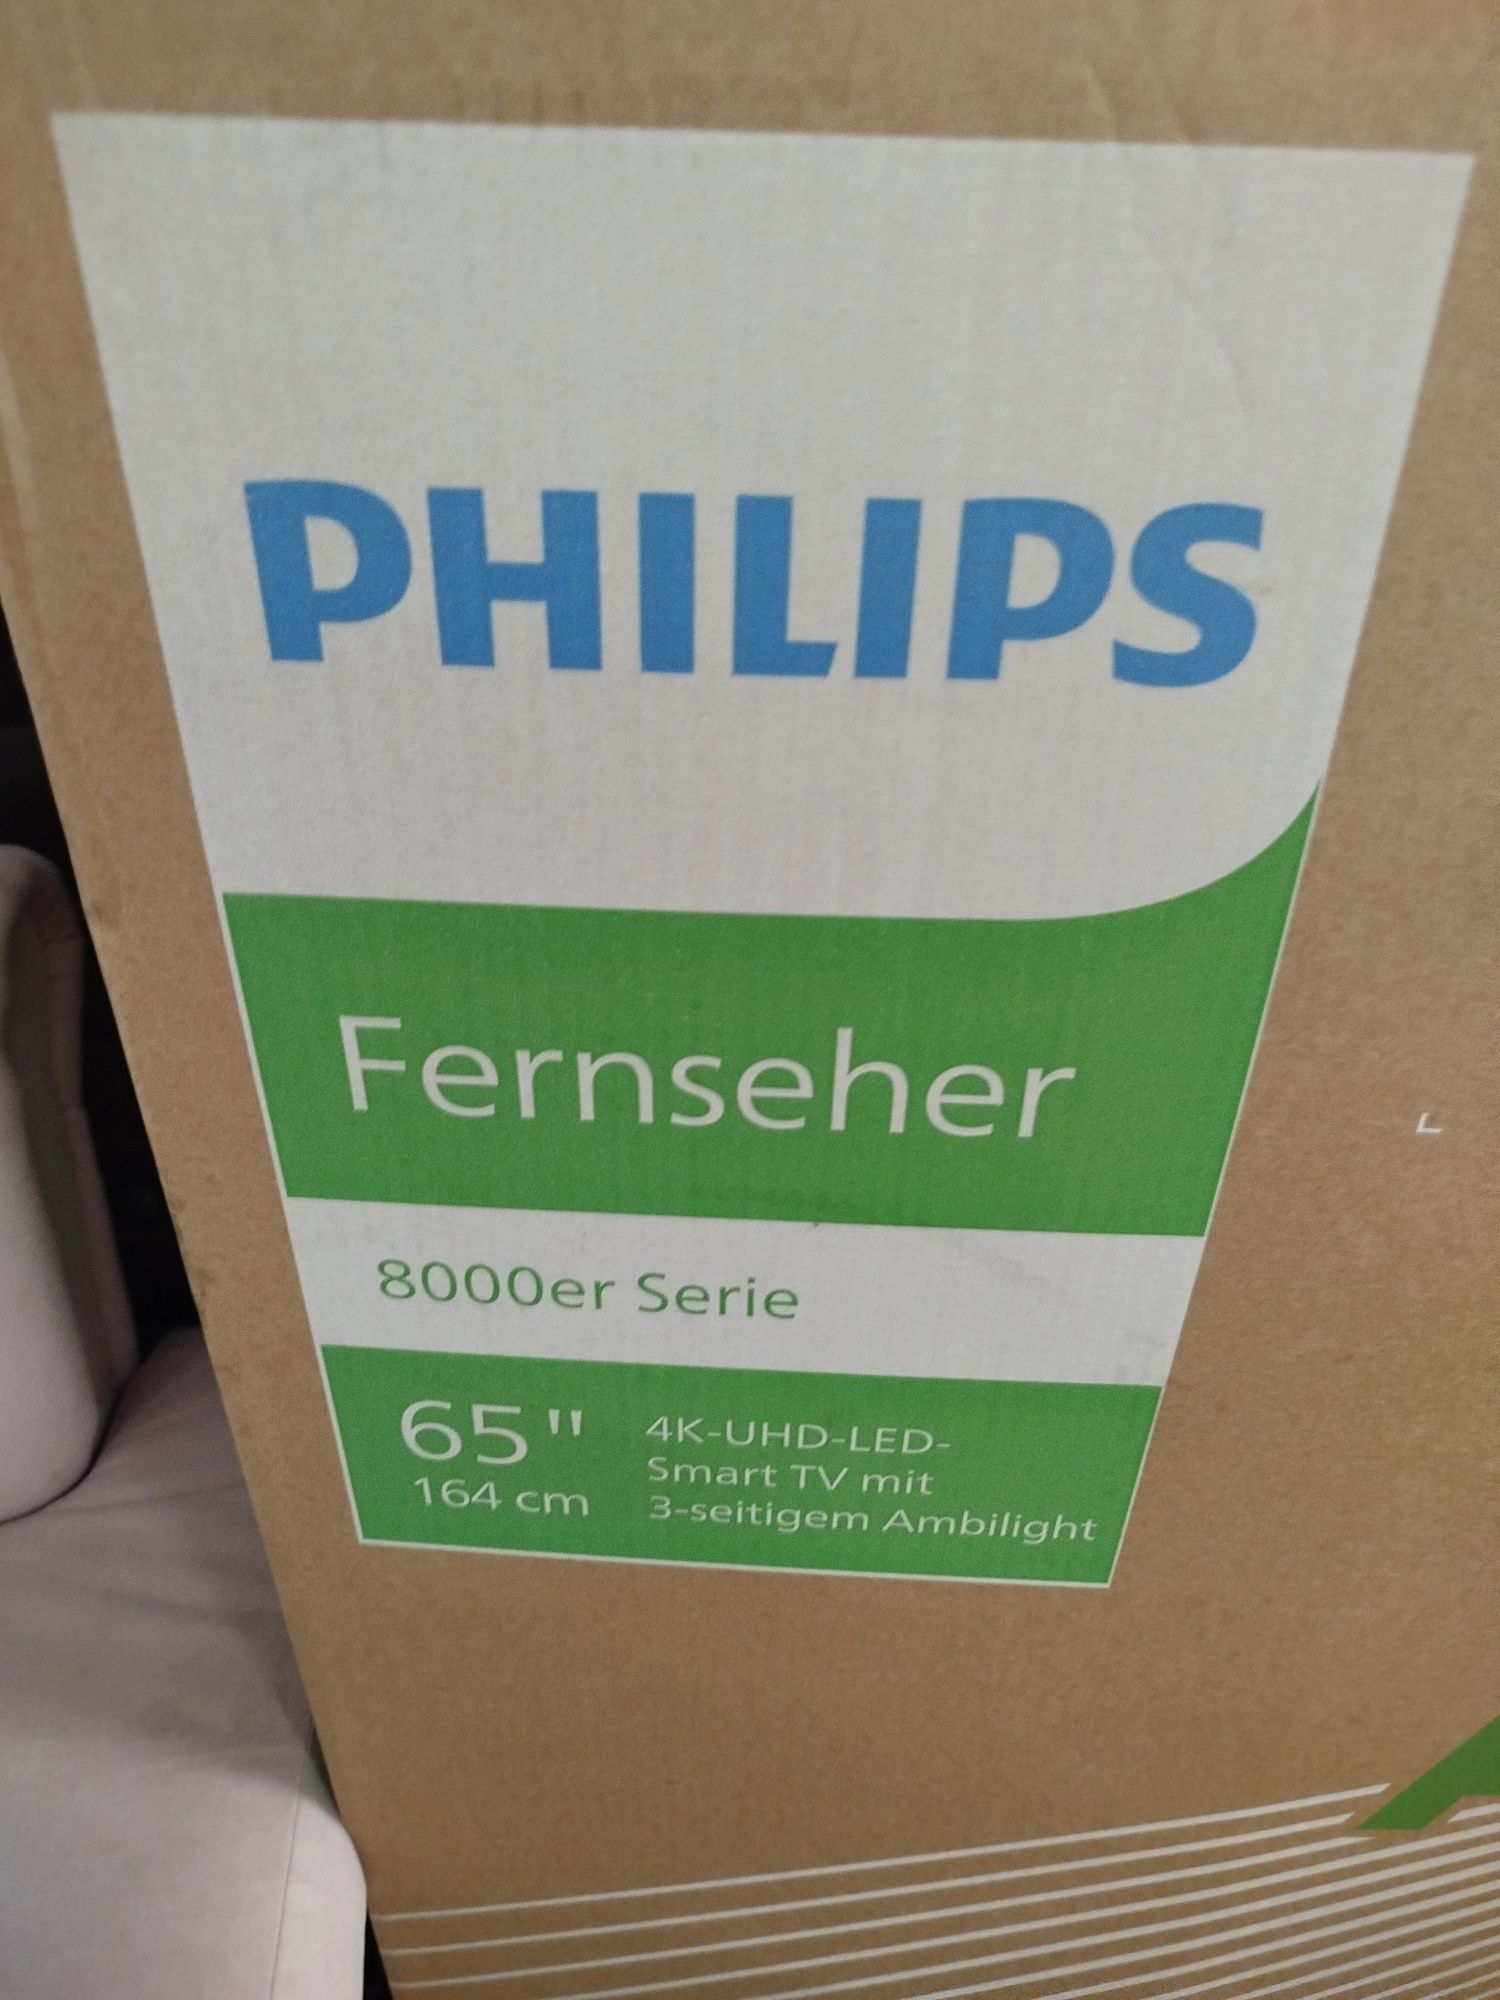 PHILIPS
Fernseher
8000er Serie
65"
164 cm
4K-UHD-LED-
Smart TV mit
3-seitigem Ambilight